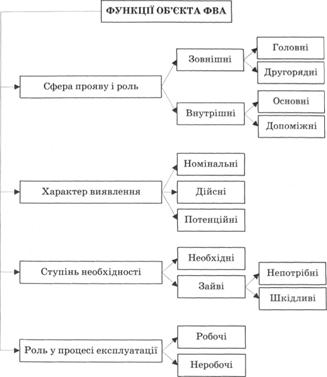 ФУНКЦІЇ ОБ'ЄКТА ФВА
Сфера прояву і роль
Зовнішні
Головні
Другорядні
Внутрішні
Основні
Допоміжні
Характер виявлення
Номінальні
Дійсні
Потенційні
Ступінь необхідності
Необхідні
Зайві
Непотрібні
Шкідливі
Роль у процесі експлуатації
Робочі
Неробочі